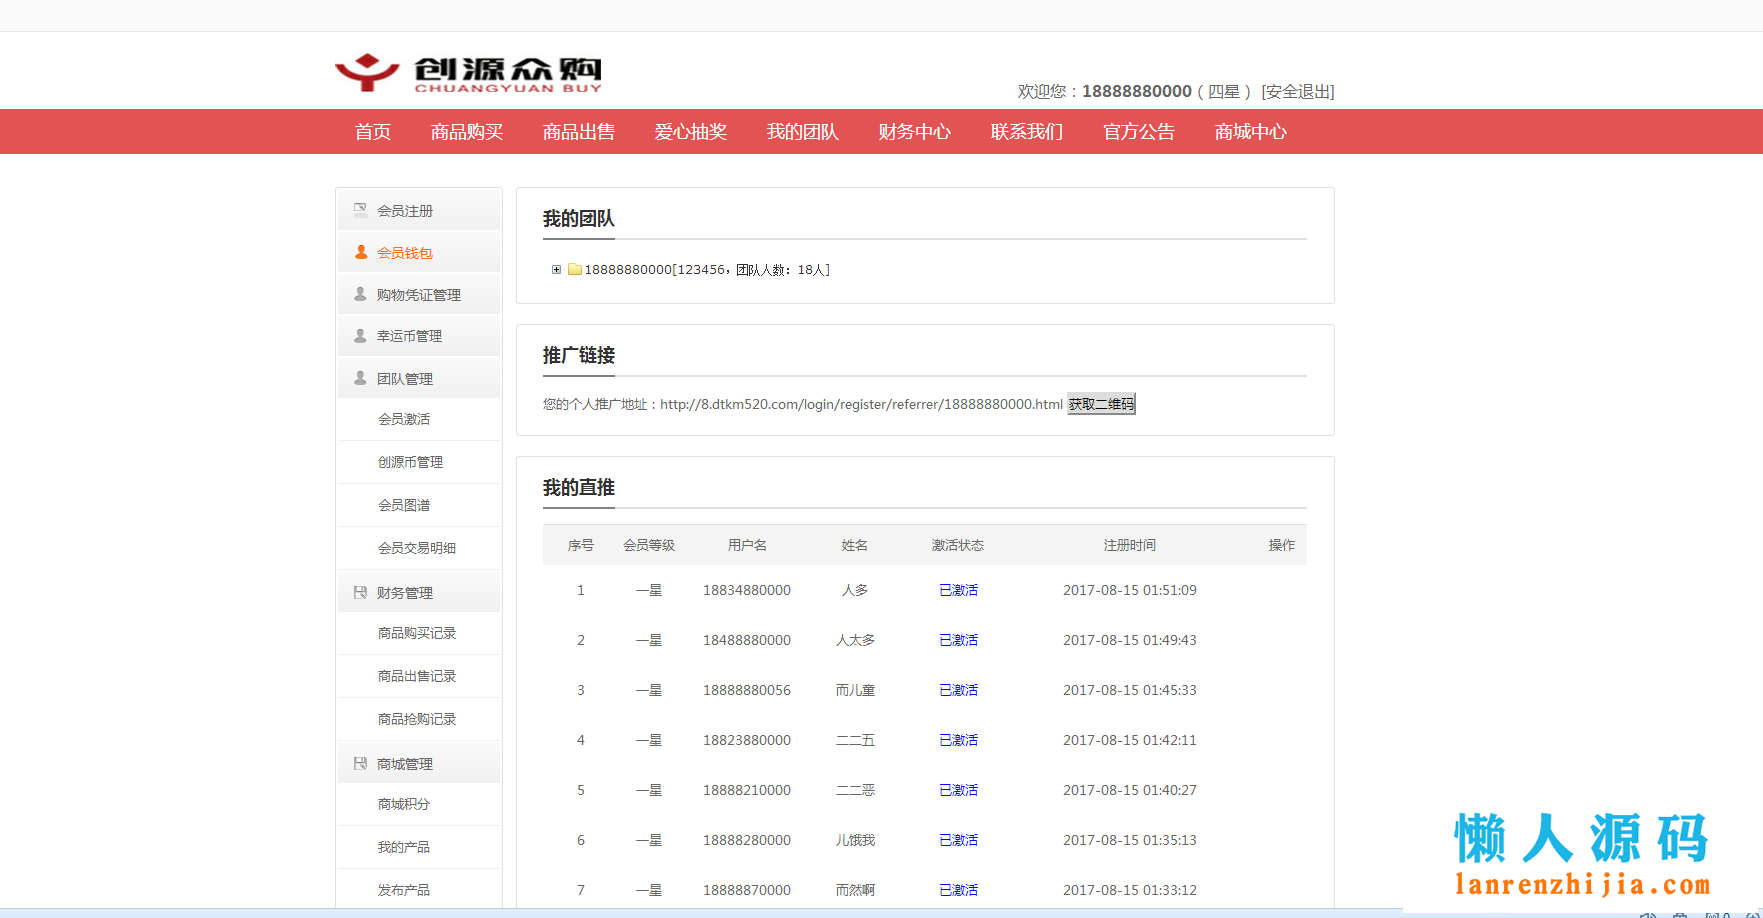 创源众购
CHUANGYUAN BUY
欢迎您：18888880000（四星） [安全退出]
首页 商品购买 商品出售 爱心抽奖 我的团队 财务中心 联系我们 官方公告 商城中心
会员注册
会员钱包
购物凭证管理
幸运币管理
团队管理
会员激活
创源币管理
会员图谱
会员交易明细
财务管理
商品购买记录
商品出售记录
商品抢购记录
商城管理
商城积分
我的产品
发布产品
我的团队
18888880000[123456，团队人数：18人]
推广链接
您的个人推广地址：http://8.dtkm520.com/login/register/referrer/18888880000.html 获取二维码
我的直推
序号 会员等级 用户名 姓名 激活状态 注册时间 操作
1 一星 18834880000 人多 已激活 2017-08-15 01:51:09
2 一星 18488880000 人太多 已激活 2017-08-15 01:49:43
3 一星 18888880056 而儿童 已激活 2017-08-15 01:45:33
4 一星 18823880000 二二五 已激活 2017-08-15 01:42:11
5 一星 18888210000 二二恶 已激活 2017-08-15 01:40:27
6 一星 18888280000 儿饿我 已激活 2017-08-15 01:35:13
7 一星 18888870000 而然啊 已激活 2017-08-15 01:33:12
懒人源码
lanrenzhijia.com